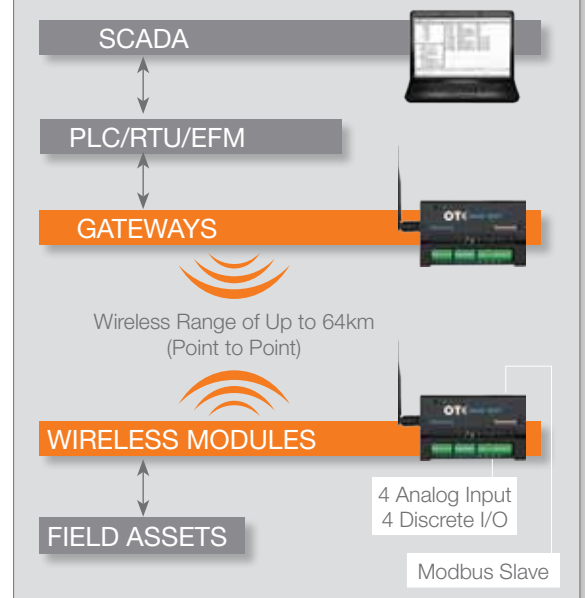 SCADA
PLC/RTU/EFM
GATEWAYS
Wireless Range of Up to 64km
(Point to Point)
WIRELESS MODULES
4 Analog Input
4 Discrete I/O
FIELD ASSETS
Modbus Slave